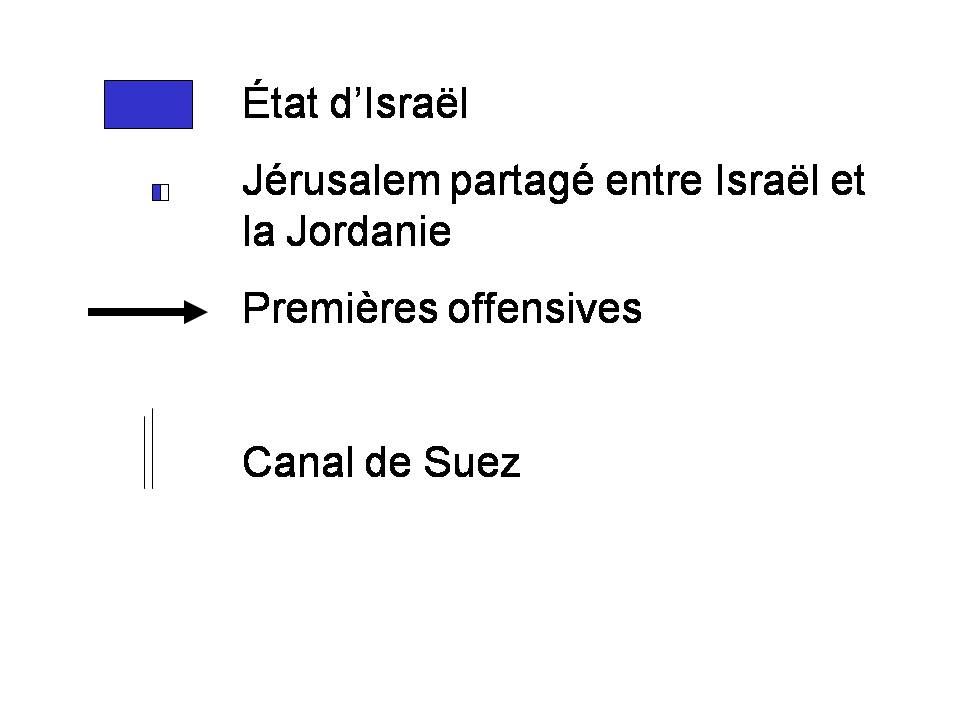 État d’Israël
Jérusalem partagé entre Israël et
la Jordanie
Premières offensives
Canal de Suez